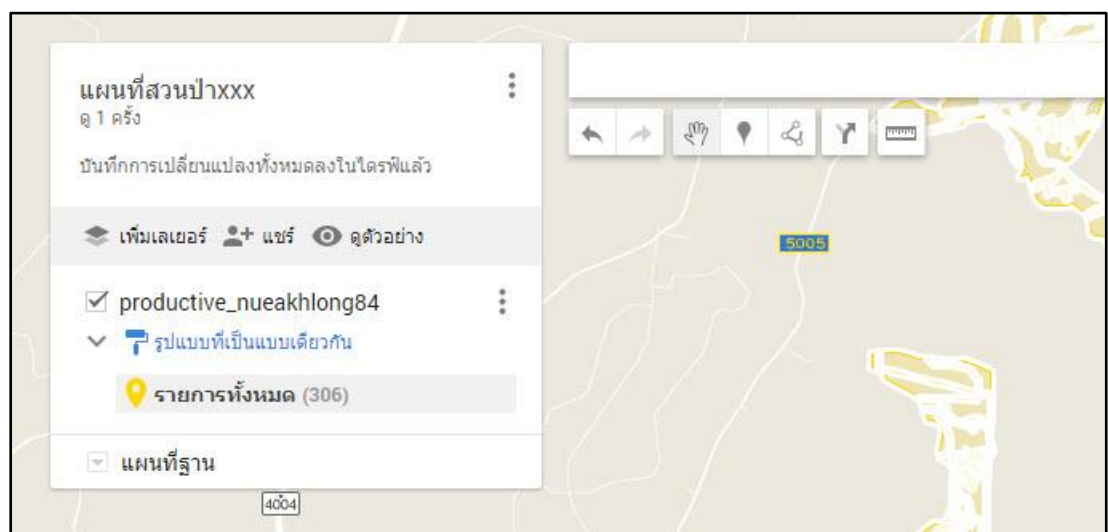 แผนที่สวนป่าxxx
ดู 1 ครั้ง
บันทึกการเปลี่ยนแปลงทั้งหมดลงในไดรฟ์แล้ว
เพิ่มเลเยอร์ แชร์ ดูตัวอย่าง
productive_nueakhlong84
รูปแบบที่เป็นแบบเดียวกัน
รายการทั้งหมด (306)
แผนที่ฐาน
4004
5005